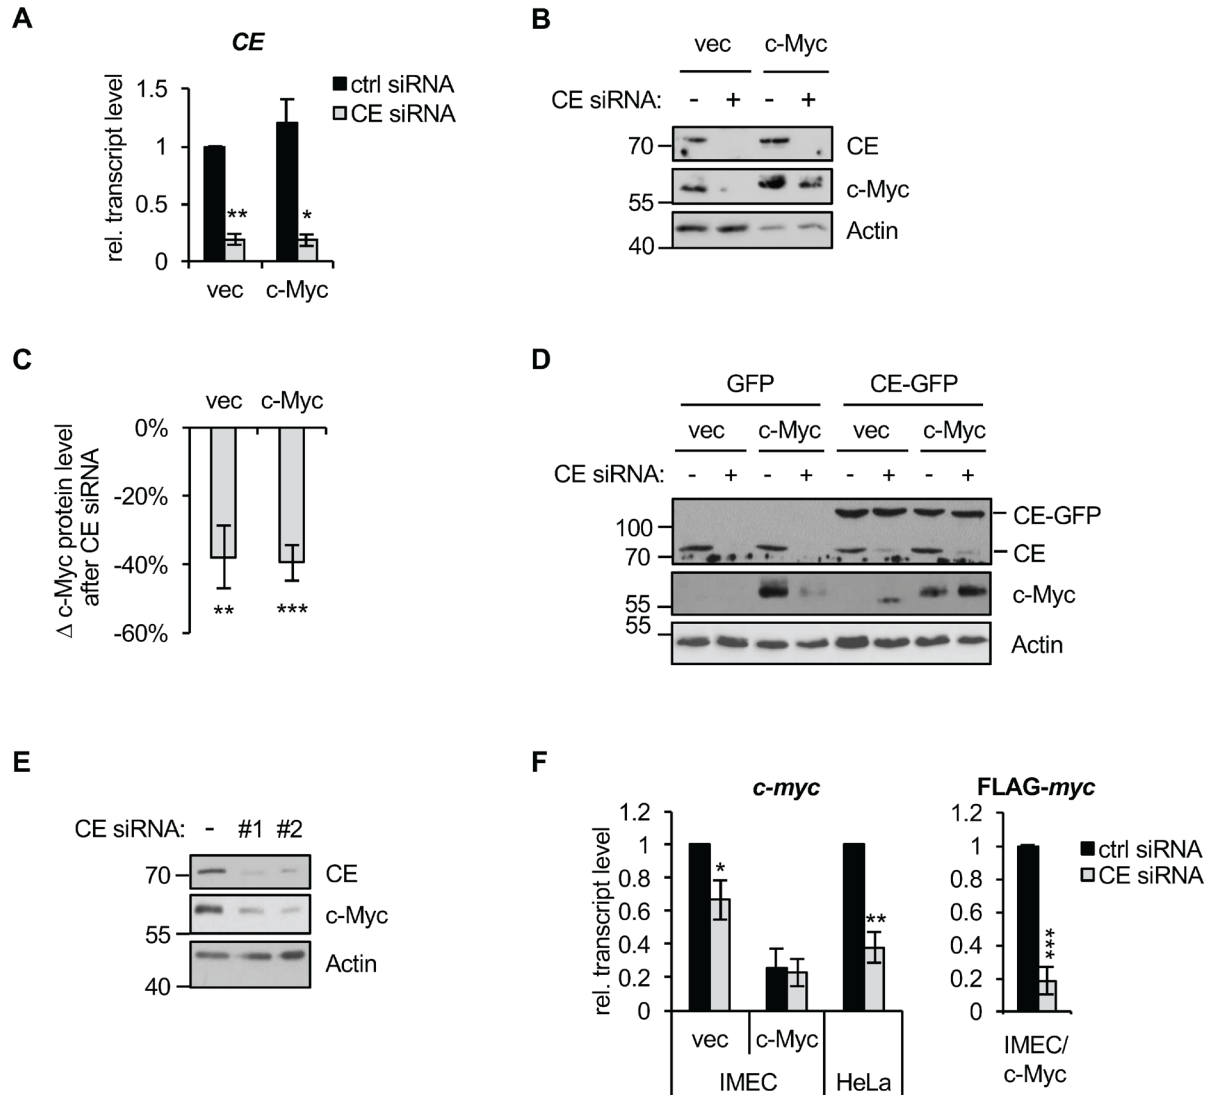 A
CE
ctrl siRNA
CE siRNA
rel. transcript level
1.5
1
0.5
0
**
*
vec c-Myc
B
vec c-Myc
CE siRNA: - + - +
70 CE
c-Myc
55
Actin
40
C
vec c-Myc
Δ c-Myc protein level
after CE siRNA
0%
-20%
-40%
-60%
** ***
D
GFP CE-GFP
vec c-Myc vec c-Myc
CE siRNA: - + - + - + - +
CE-GFP
100
CE
70
c-Myc
55
55
Actin
E
CE siRNA: - #1 #2
70 CE
c-Myc
55
Actin
40
F
c-myc
rel. transcript level
1.2
1
0.8
0.6
0.4
0.2
0
*
**
vec c-Myc
IMEC HeLa
FLAG-myc
1.2
1
0.8
0.6
0.4
0.2
0
***
IMEC/
c-Myc
ctrl siRNA
CE siRNA